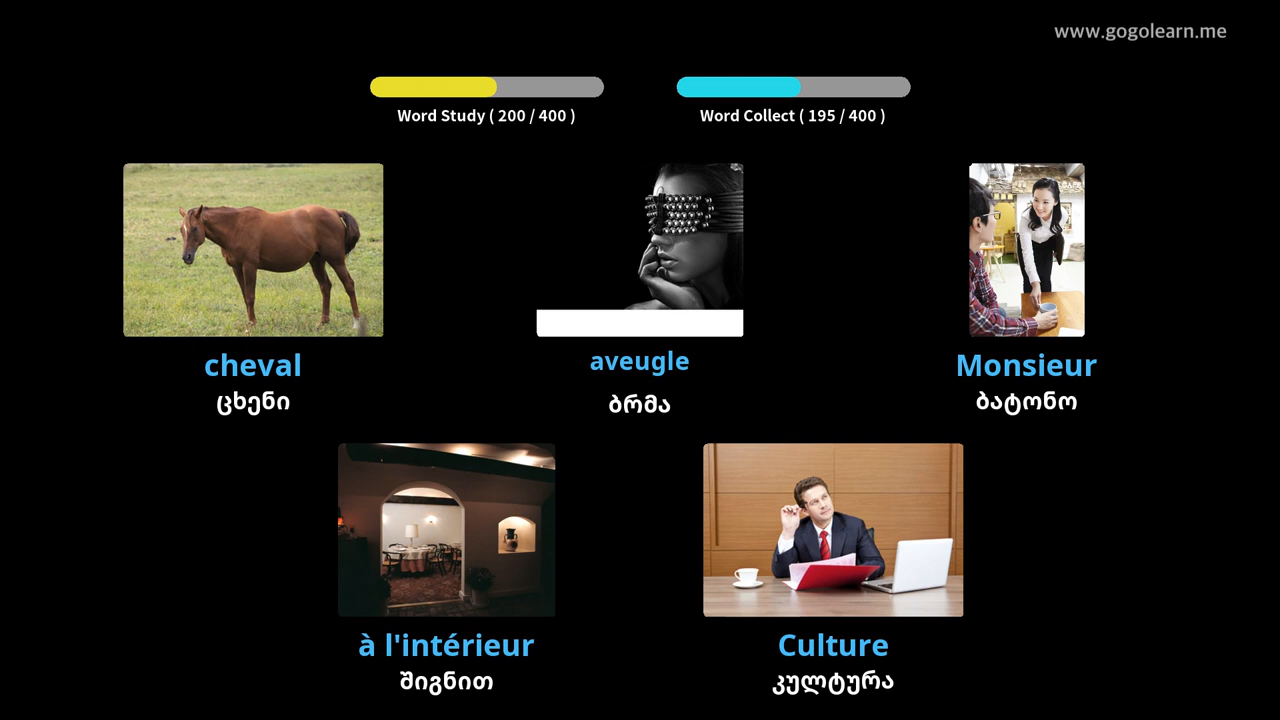 www.gogolearn.me
Word Study ( 200 / 400 )
Word Collect ( 195 / 400 )
cheval
ცხენი
aveugle
ბრმა
Monsieur
ბატონო
à l'intérieur
შიგნით
Culture
კულტურა